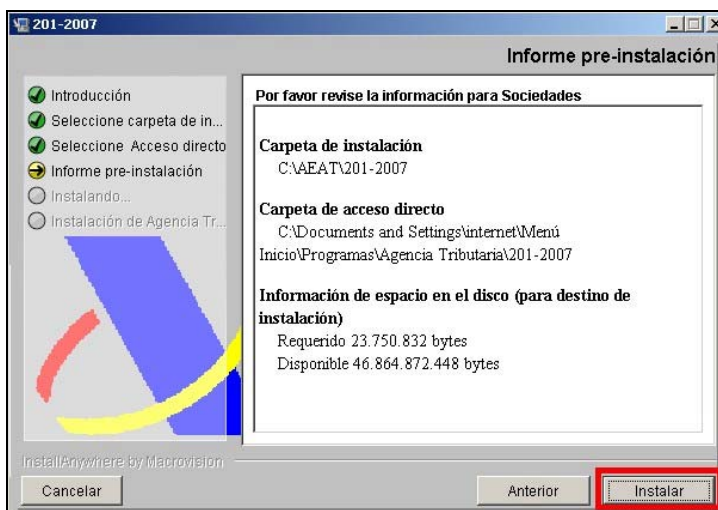 201-2007
Informe pre-instalación
Introducción
Seleccione carpeta de in...
Seleccione Acceso directo
Informe pre-instalación
Instalando...
Instalación de Agencia Tr...
Por favor revise la información para Sociedades
Carpeta de instalación
C:\AEAT\201-2007
Carpeta de acceso directo
C:\Documents and Settings\internet\Menú
Inicio\Programas\Agencia Tributaria\201-2007
Información de espacio en el disco (para destino de
instalación)
Requerido 23.750.832 bytes
Disponible 46.864.872.448 bytes
InstallAnywhere by Macrovision
Cancelar
Anterior
Instalar